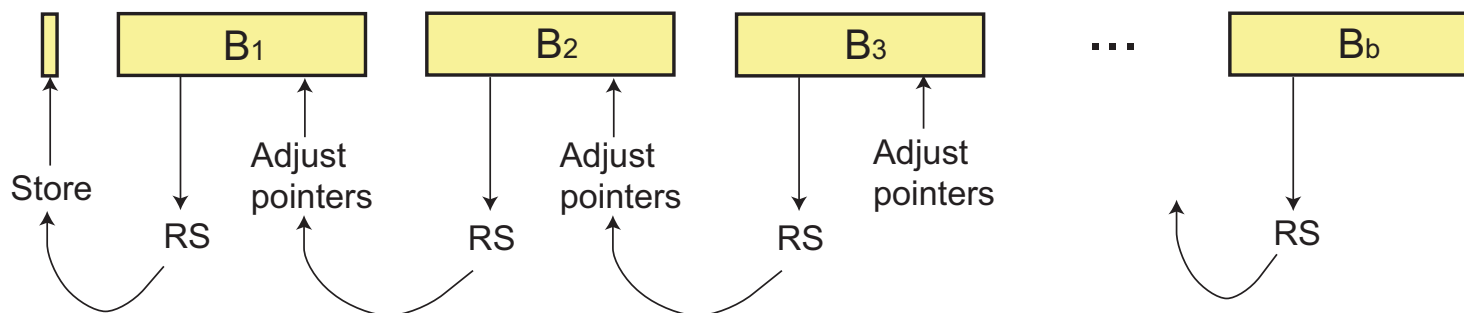 B1 B2 B3 ... Bb
Adjust Adjust Adjust
Store pointers pointers pointers
RS RS RS RS